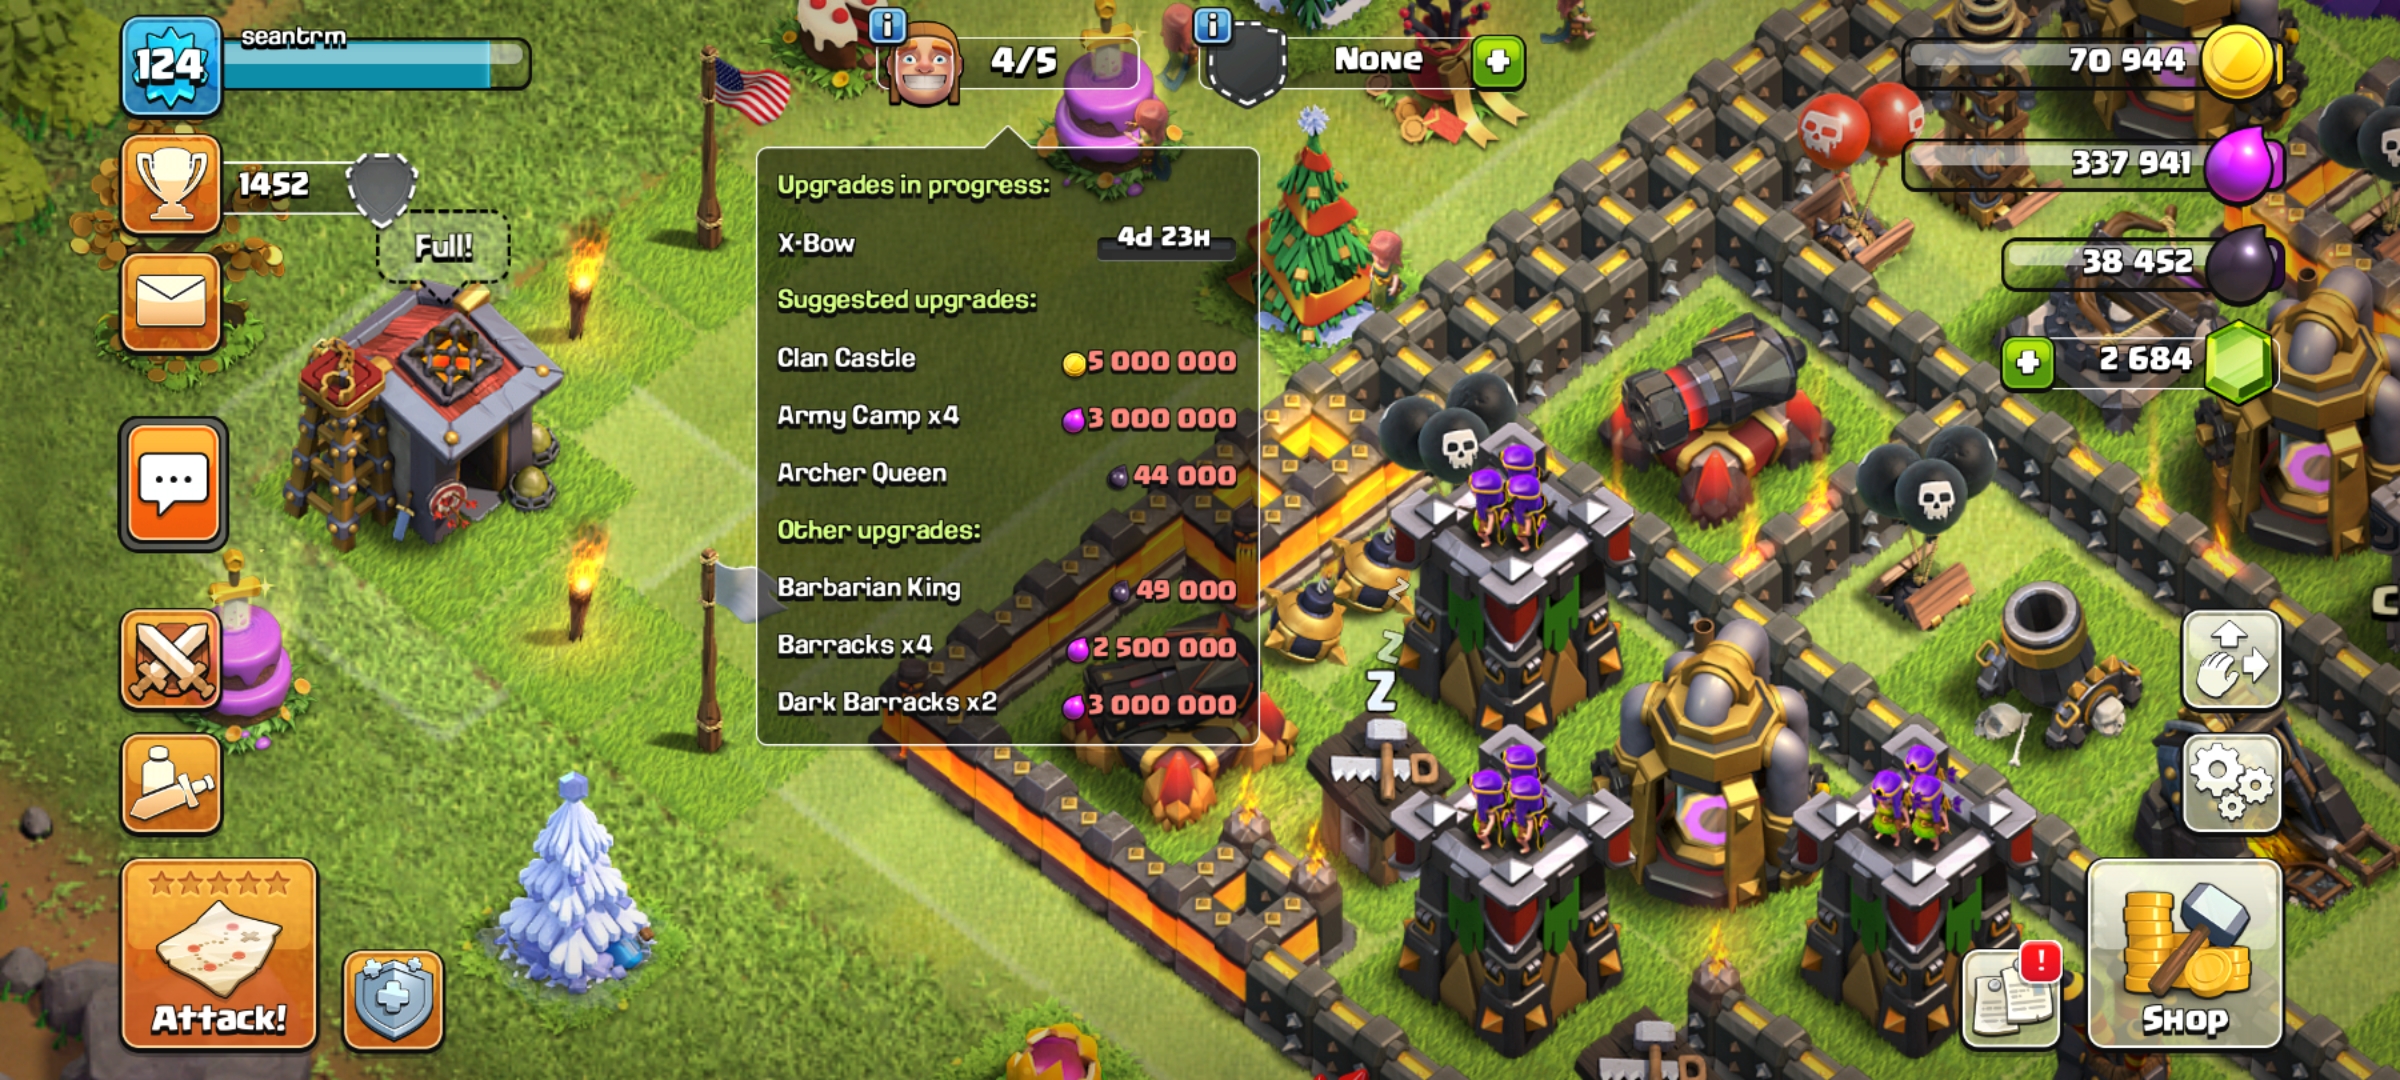 124
seantrm
4/5
None
70 944
1452
337 941
Full!
38 452
2 684
Upgrades in progress:
X-Bow 4d 23H
Suggested upgrades:
Clan Castle 5 000 000
Army Camp x4 3 000 000
Archer Queen 44 000
Other upgrades:
Barbarian King 49 000
Barracks x4 2 500 000
Dark Barracks x2 3 000 000
z
z
Z
Attack!
!
Shop